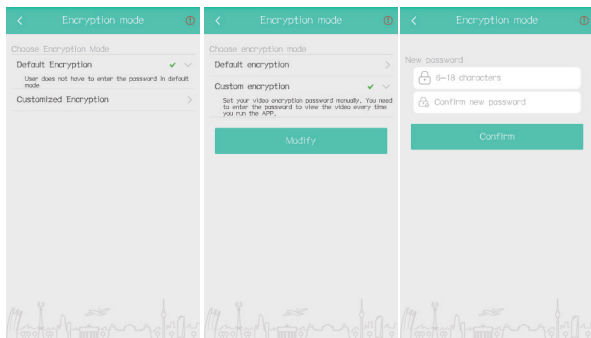 Encryption mode
Choose Encryption Mode
Default Encryption
User does not have to enter the password in default
mode
Customized Encryption
Encryption mode
Choose encryption mode
Default encryption
Custom encryption
Set your video encryption password manually. You need
to enter the password to view the video every time
you run the APP.
Modify
Encryption mode
New password
6—18 characters
Confirm new password
Confirm